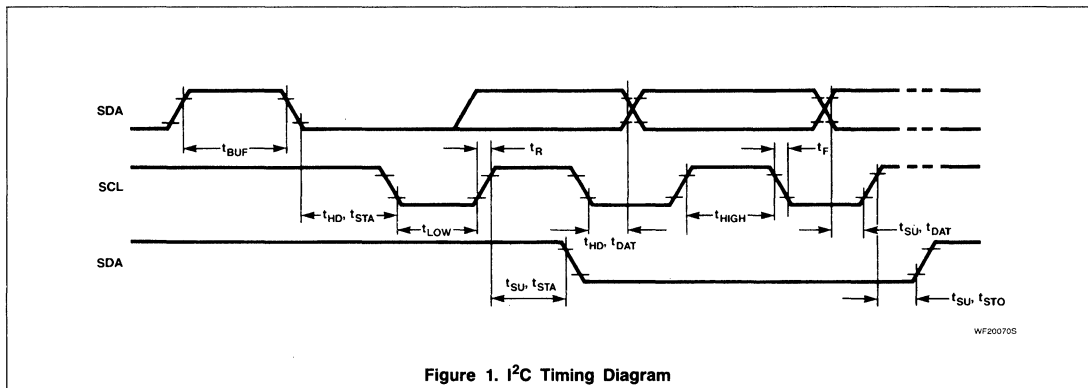 SDA
t_BUF
t_R
t_F
SCL
t_HD, t_STA
t_LOW
t_HD, t_DAT
t_HIGH
t_SU, t_DAT
SDA
t_SU, t_STA
t_SU, t_STO
WF20070S
Figure 1. I²C Timing Diagram